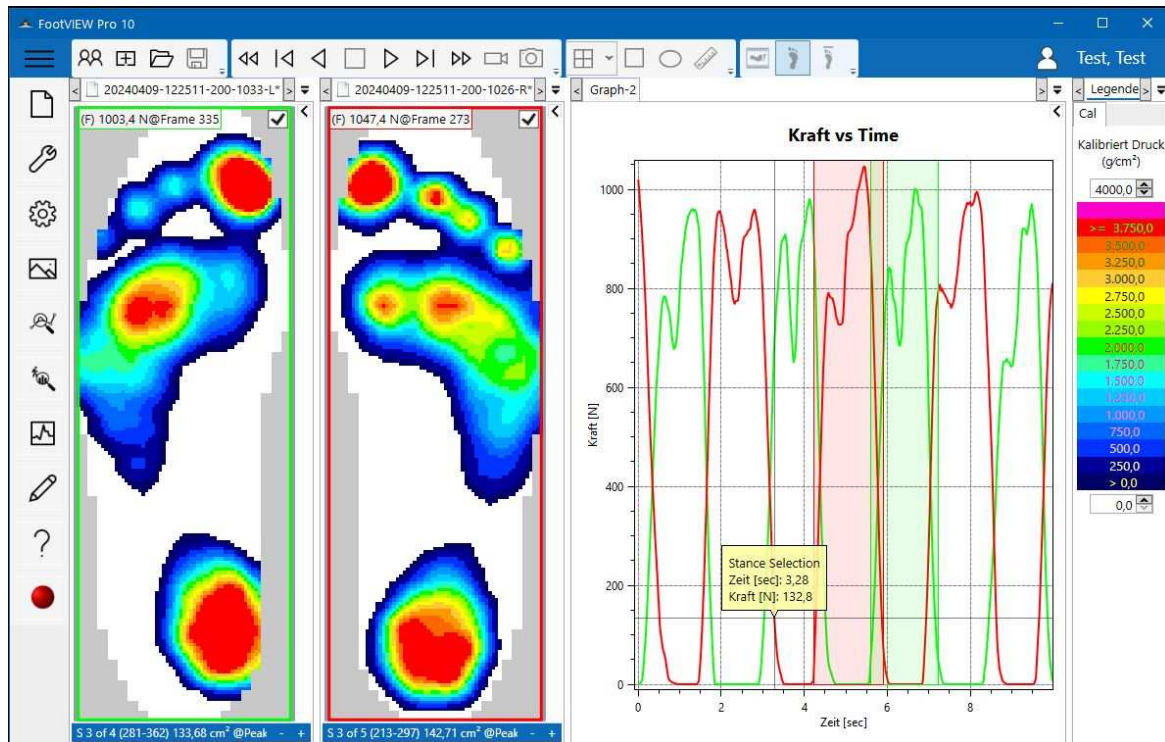 FootVIEW Pro 10
Test, Test
20240409-122511-200-1033-L*
20240409-122511-200-1026-R*
Graph-2
Legende
(F) 1003,4 N@Frame 335
(F) 1047,4 N@Frame 273
Cal
Kraft vs Time
Kalibriert Druck
(g/cm²)
4000,0
>= 3.750,0
3.500,0
3.250,0
3.000,0
2.750,0
2.500,0
2.250,0
2.000,0
1.750,0
1.500,0
1.250,0
1.000,0
750,0
500,0
250,0
> 0,0
0,0
Kraft [N]
1000
800
600
400
200
0
Stance Selection
Zeit [sec]: 3,28
Kraft [N]: 132,8
0 2 4 6 8
Zeit [sec]
S 3 of 4 (281-362) 133,68 cm² @Peak - +
S 3 of 5 (213-297) 142,71 cm² @Peak - +